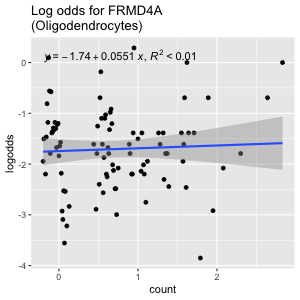 Log odds for FRMD4A
(Oligodendrocytes)
y = −1.74 + 0.0551 x, R² < 0.01
logodds
0
-1
-2
-3
-4
0
1
2
count